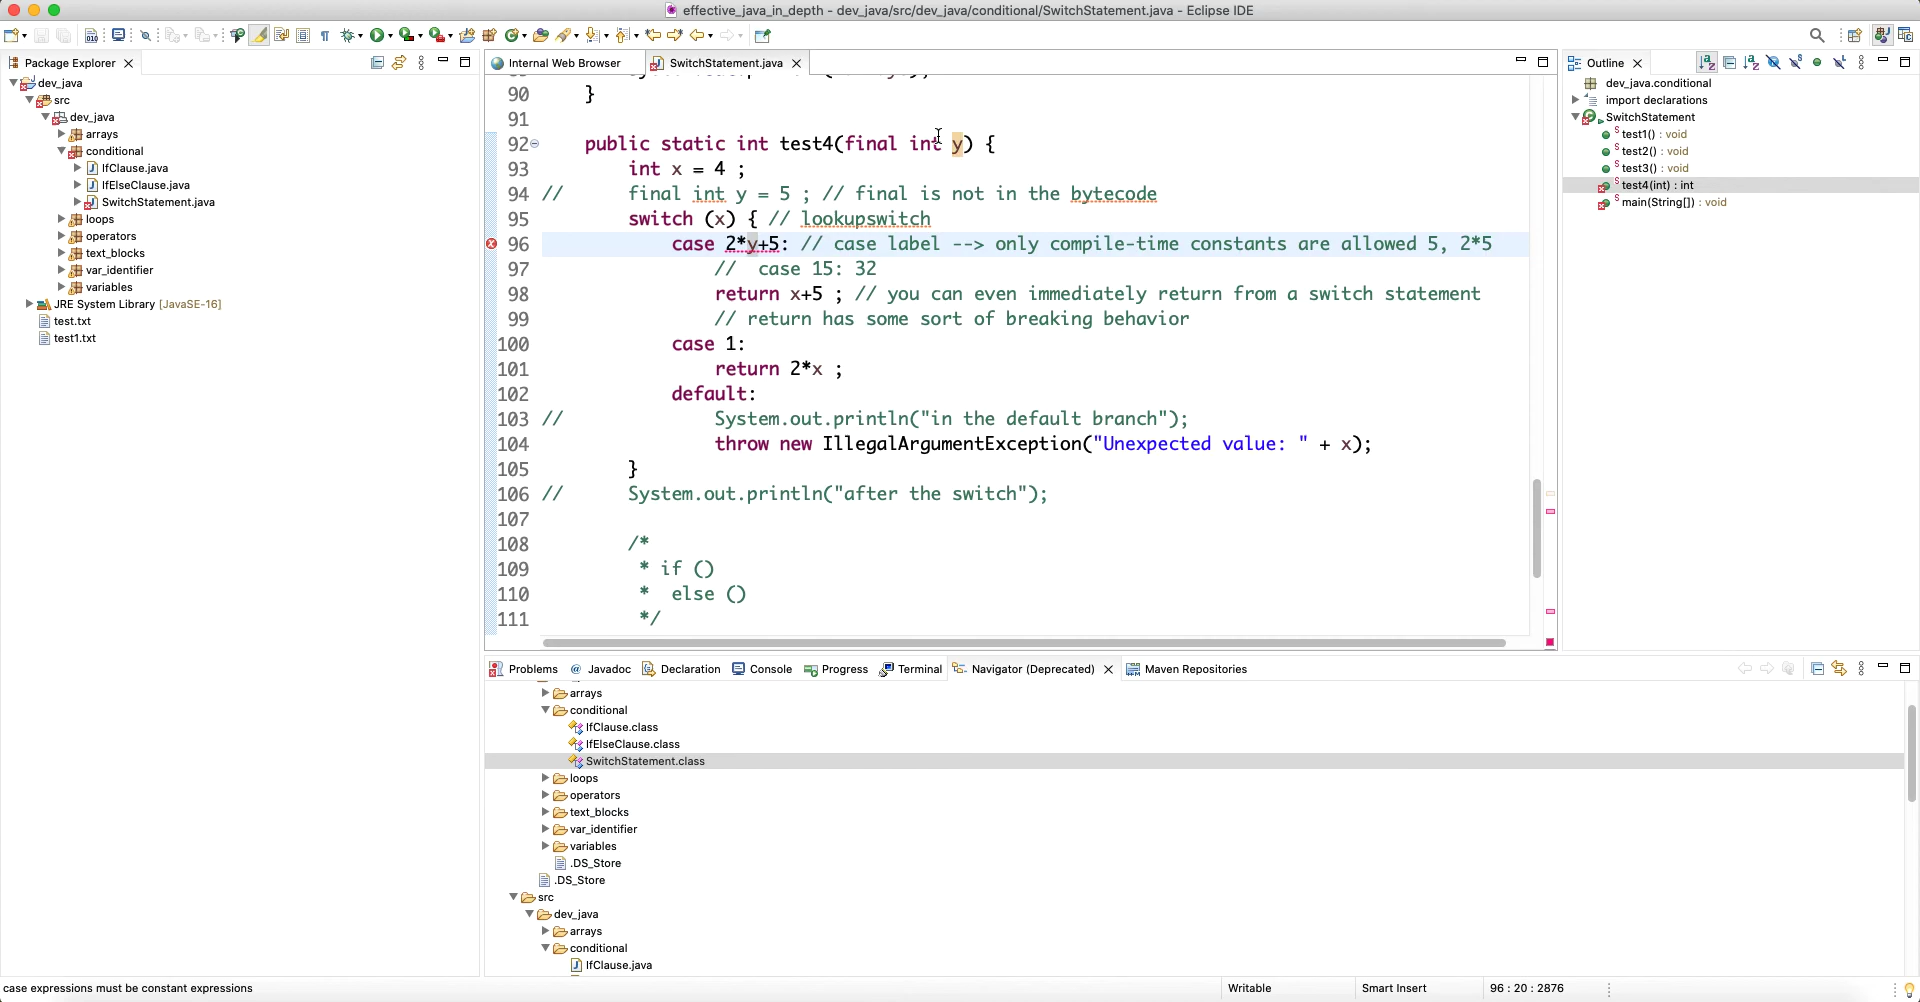 effective_java_in_depth - dev_java/src/dev_java/conditional/SwitchStatement.java - Eclipse IDE
Package Explorer
dev_java
src
dev_java
arrays
conditional
IfClause.java
IfElseClause.java
SwitchStatement.java
loops
operators
text_blocks
var_identifier
variables
JRE System Library [JavaSE-16]
test.txt
test1.txt
Internal Web Browser
SwitchStatement.java
90 }
91
92 public static int test4(final int y) {
93 int x = 4 ;
94 // final int y = 5 ; // final is not in the bytecode
95 switch (x) { // lookupswitch
96 case 2*y+5: // case label --> only compile-time constants are allowed 5, 2*5
97 // case 15: 32
98 return x+5 ; // you can even immediately return from a switch statement
99 // return has some sort of breaking behavior
100 case 1:
101 return 2*x ;
102 default:
103 // System.out.println("in the default branch");
104 throw new IllegalArgumentException("Unexpected value: " + x);
105 }
106 // System.out.println("after the switch");
107
108 /*
109 * if ()
110 * else ()
111 */
Outline
dev_java.conditional
import declarations
SwitchStatement
test1() : void
test2() : void
test3() : void
test4(int) : int
main(String[]) : void
Problems
Javadoc
Declaration
Console
Progress
Terminal
Navigator (Deprecated)
Maven Repositories
arrays
conditional
IfClause.class
IfElseClause.class
SwitchStatement.class
loops
operators
text_blocks
var_identifier
variables
.DS_Store
.DS_Store
src
dev_java
arrays
conditional
IfClause.java
case expressions must be constant expressions
Writable
Smart Insert
96 : 20 : 2876